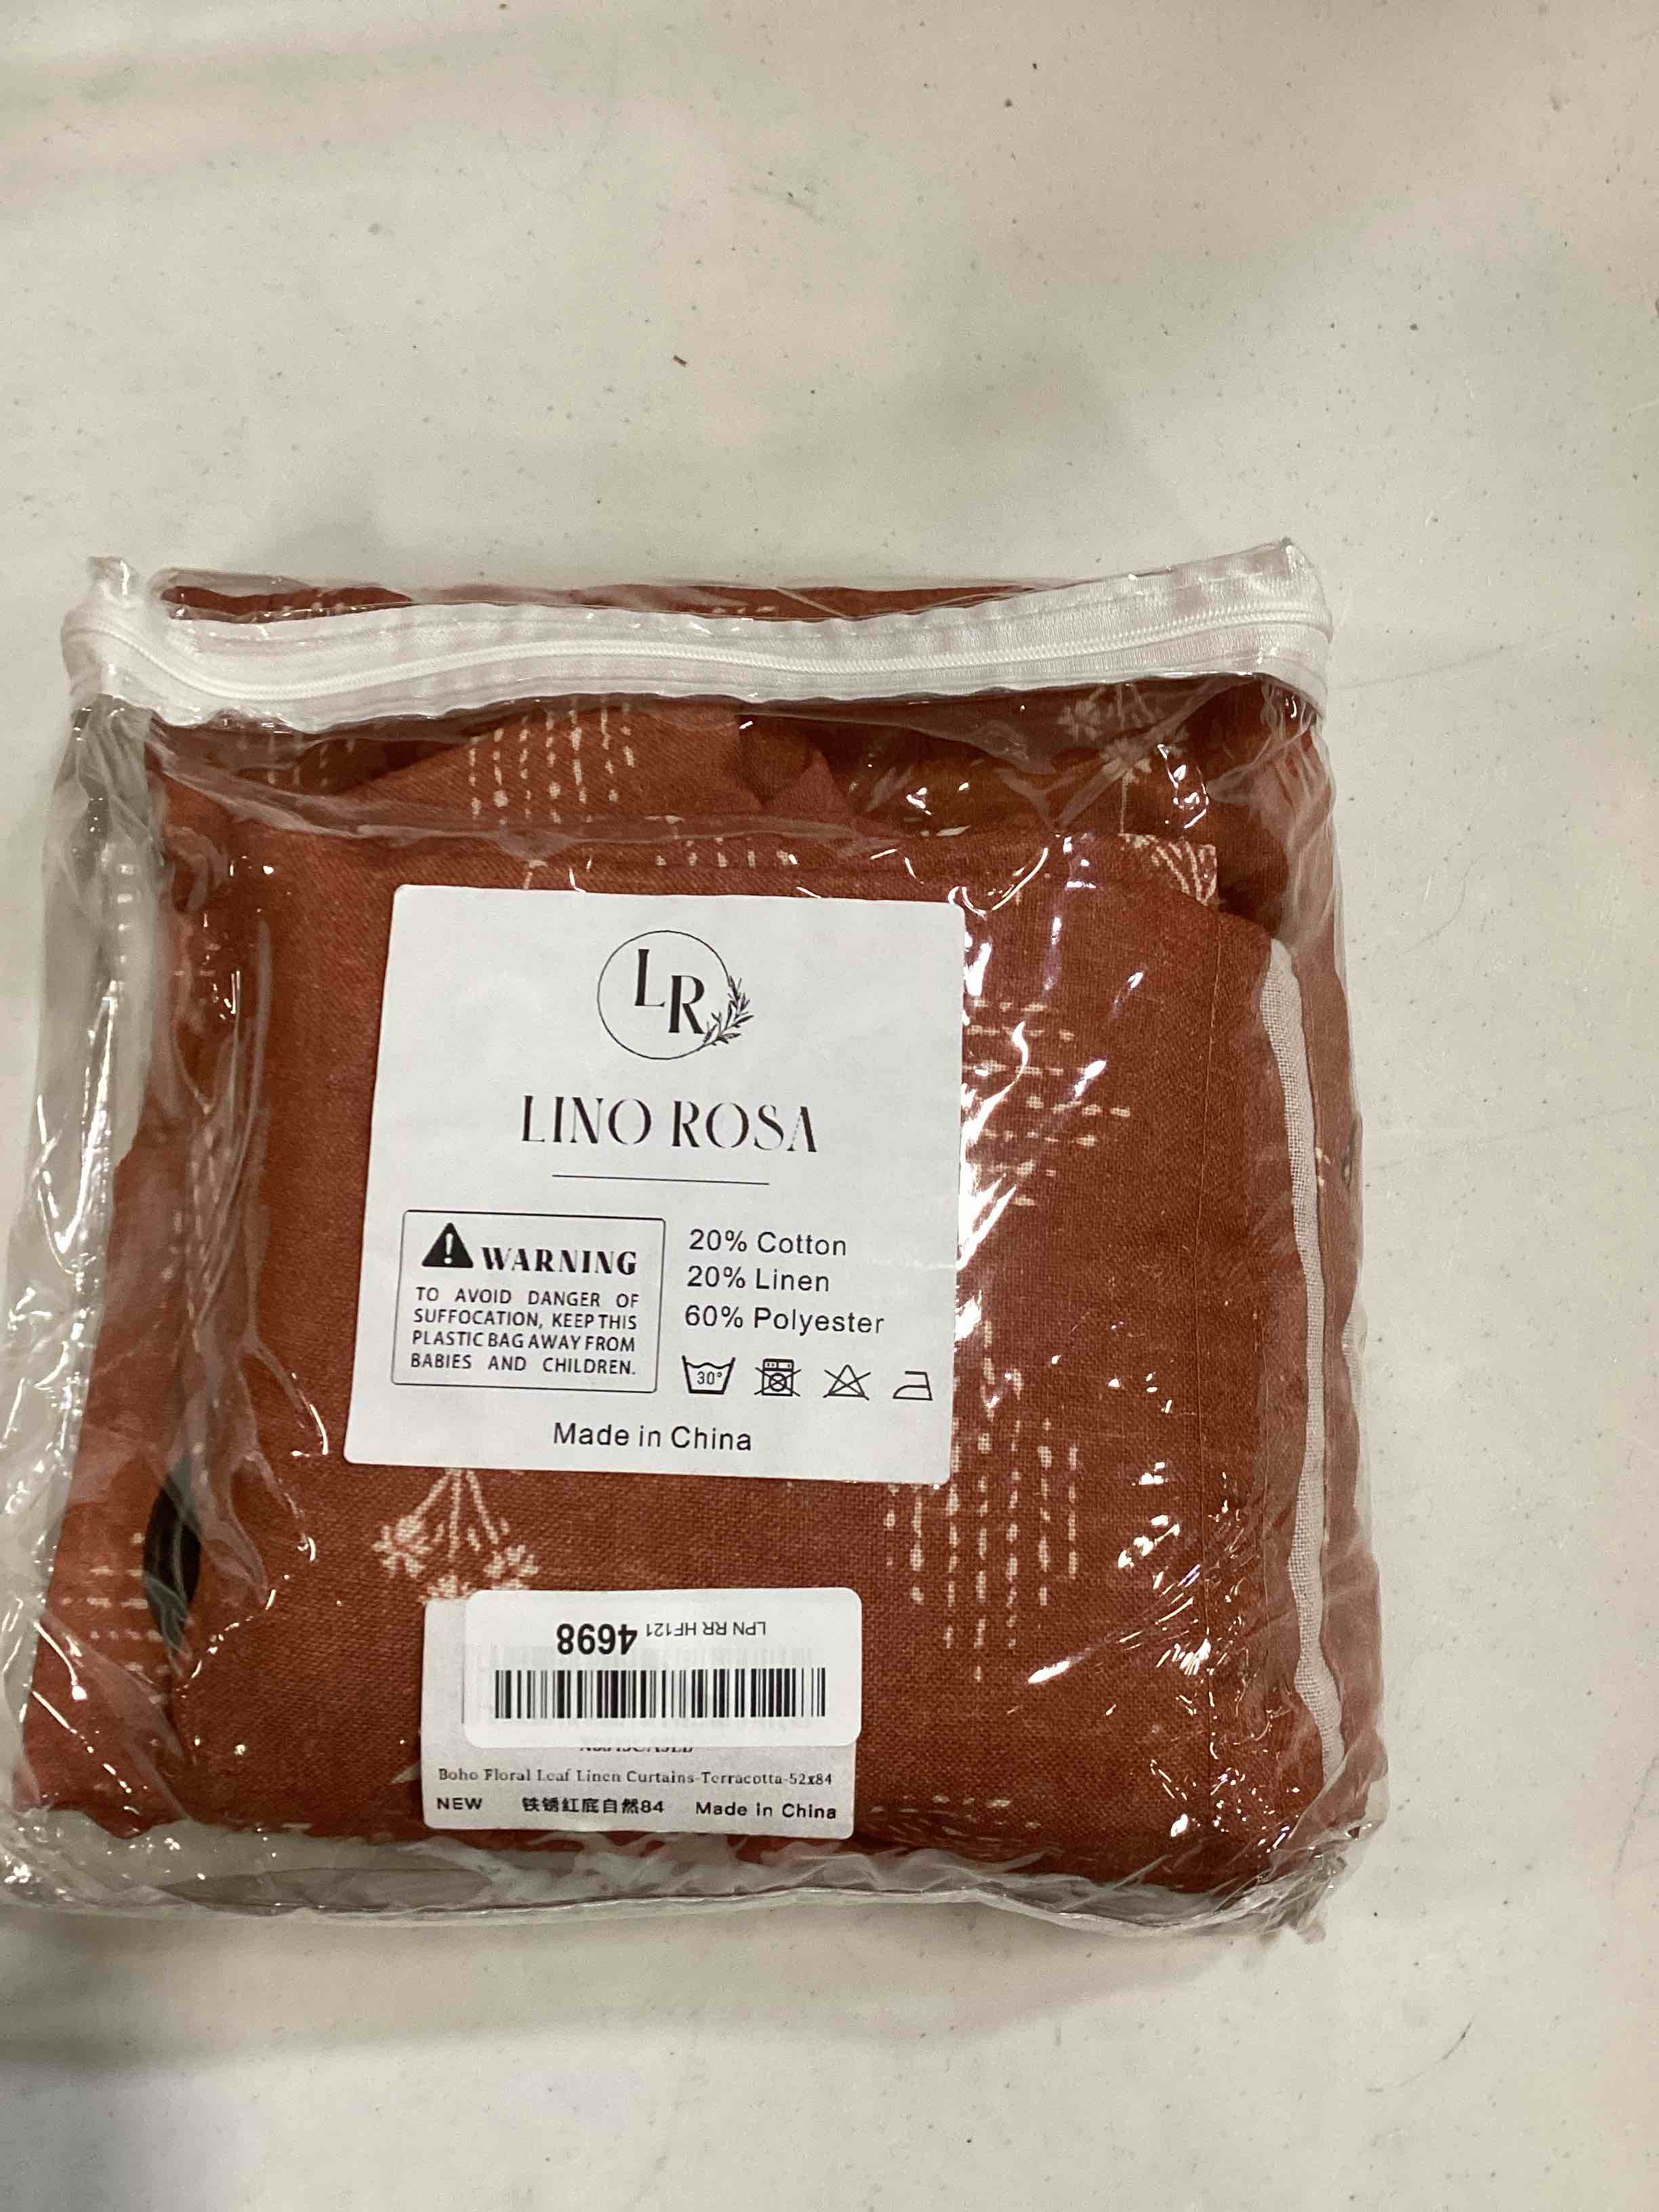 LR
LINO ROSA
WARNING
TO AVOID DANGER OF
SUFFOCATION, KEEP THIS
PLASTIC BAG AWAY FROM
BABIES AND CHILDREN.
20% Cotton
20% Linen
60% Polyester
30°
Made in China
LPN RR HF121 4698
Boho Floral Leaf Linen Curtains-Terracotta-52x84
NEW 铁锈红底自然84 Made in China